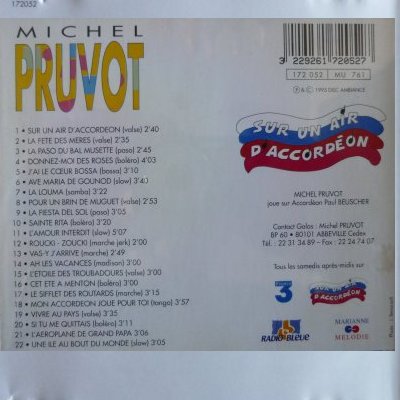 172052
MICHEL
PRUVOT
1 • SUR UN AIR D'ACCORDEON (valse) 2'40
2 • LA FETE DES MERES (valse) 2'35
3 • LA PASO DU BAL MUSETTE (paso) 2'45
4 • DONNEZ-MOI DES ROSES (boléro) 4'03
5 • J'AI LE CŒUR BOSSA (bossa) 3'10
6 • AVE MARIA DE GOUNOD (slow) 3'40
7 • LA LOUMA (samba) 3'22
8 • POUR UN BRIN DE MUGUET (valse) 2'53
9 • LA FIESTA DEL SOL (paso) 3'05
10 • SAINTE RITA (boléro) 3'20
11 • L'AMOUR INTERDIT (slow) 5'07
12 • ROUCKI - ZOUCKI (marche jerk) 2'00
13 • VAS-Y J'ARRIVE (marche) 2'49
14 • AH LES VACANCES (madison) 3'00
15 • L'ÉTOILE DES TROUBADOURS (valse) 3'00
16 • CET ÉTÉ A MENTON (boléro) 3'00
17 • LE SIFFLET DES ROUTARDS (marche) 3'15
18 • MON ACCORDÉON JOUE POUR TOI (tango) 3'57
19 • VIVRE AU PAYS (valse) 3'35
20 • SI TU ME QUITTAIS (boléro) 3'11
21 • L'AÉROPLANE DE GRAND PAPA 3'06
22 • UNE ILE AU BOUT DU MONDE (slow) 3'05
3 229261 720527
172 052 MU 761
℗ & © 1995 DISC AMBIANCE
SUR UN AIR
D'ACCORDÉON
MICHEL PRUVOT
joue sur Accordéon Paul BEUSCHER
Contact Galas : Michel PRUVOT
BP 60 • 80101 ABBEVILLE Cedex
Tél. : 22 31 34 89 - Fax : 22 24 74 07
Tous les samedis après-midi sur
3
SUR UN AIR
D'ACCORDÉON
RADIO BLEUE
MARIANNE
MELODIE